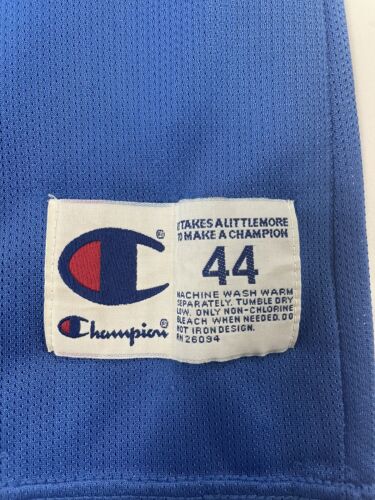 IT TAKES A LITTLE MORE
TO MAKE A CHAMPION
44
MACHINE WASH WARM
SEPARATELY. TUMBLE DRY
LOW. ONLY NON-CHLORINE
BLEACH WHEN NEEDED. DO
NOT IRON DESIGN.
RN 26094
®
Champion®